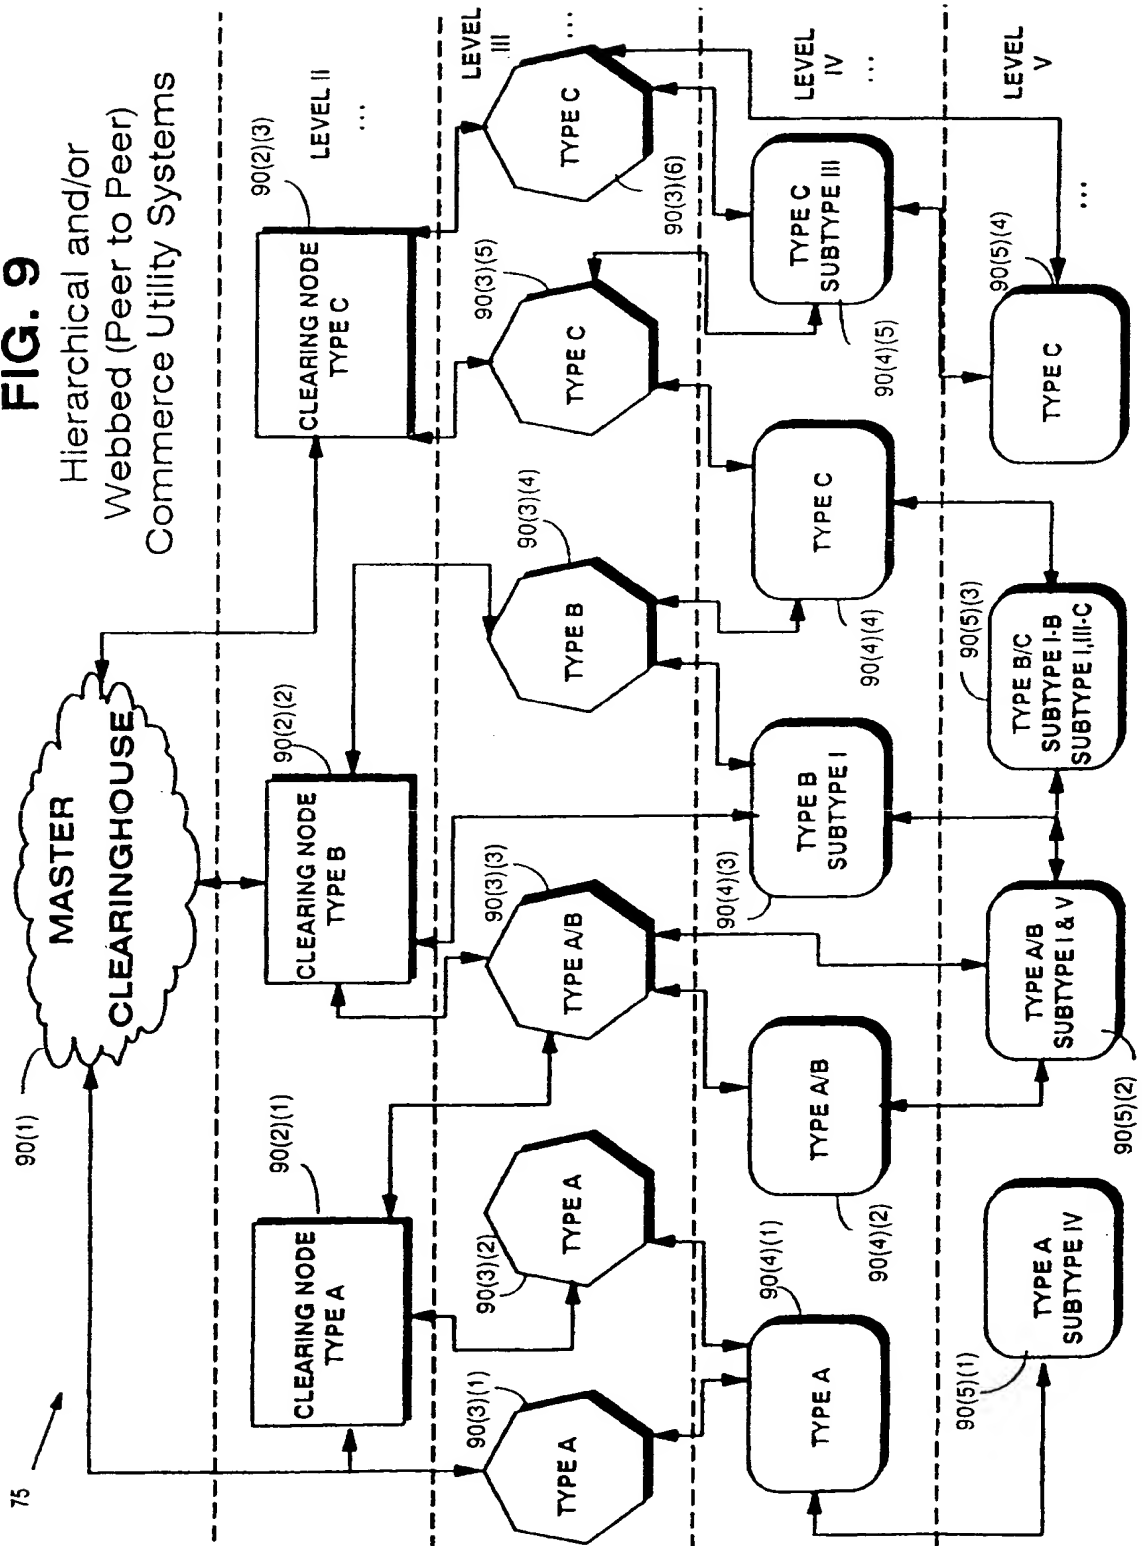 FIG. 9
Hierarchical and/or
Webbed (Peer to Peer)
Commerce Utility Systems
75
90(1)
MASTER
CLEARINGHOUSE
LEVEL II
...
90(2)(1)
CLEARING NODE
TYPE A
90(2)(2)
CLEARING NODE
TYPE B
90(2)(3)
CLEARING NODE
TYPE C
LEVEL
III
...
90(3)(1)
TYPE A
90(3)(2)
TYPE A
90(3)(3)
TYPE A/B
90(3)(4)
TYPE B
90(3)(5)
TYPE C
90(3)(6)
TYPE C
LEVEL
IV
...
90(4)(1)
TYPE A
90(4)(2)
TYPE A/B
90(4)(3)
TYPE B
SUBTYPE I
90(4)(4)
TYPE C
90(4)(5)
TYPE C
SUBTYPE III
LEVEL
V
...
90(5)(1)
TYPE A
SUBTYPE IV
90(5)(2)
TYPE A/B
SUBTYPE I & V
90(5)(3)
TYPE B/C
SUBTYPE I-B
SUBTYPE I,III-C
90(5)(4)
TYPE C